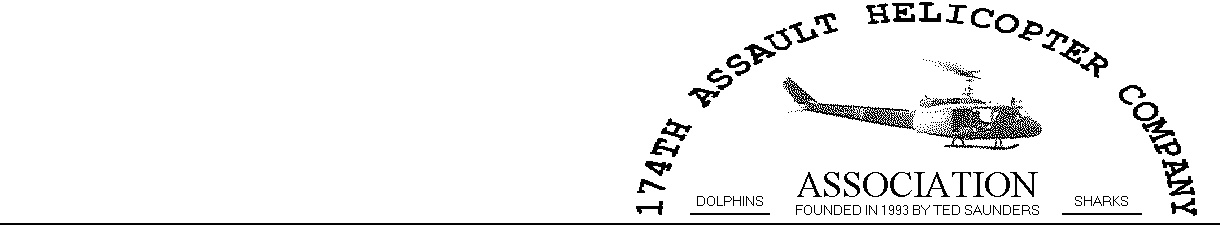 174TH ASSAULT HELICOPTER COMPANY
ASSOCIATION
DOLPHINS
FOUNDED IN 1993 BY TED SAUNDERS
SHARKS